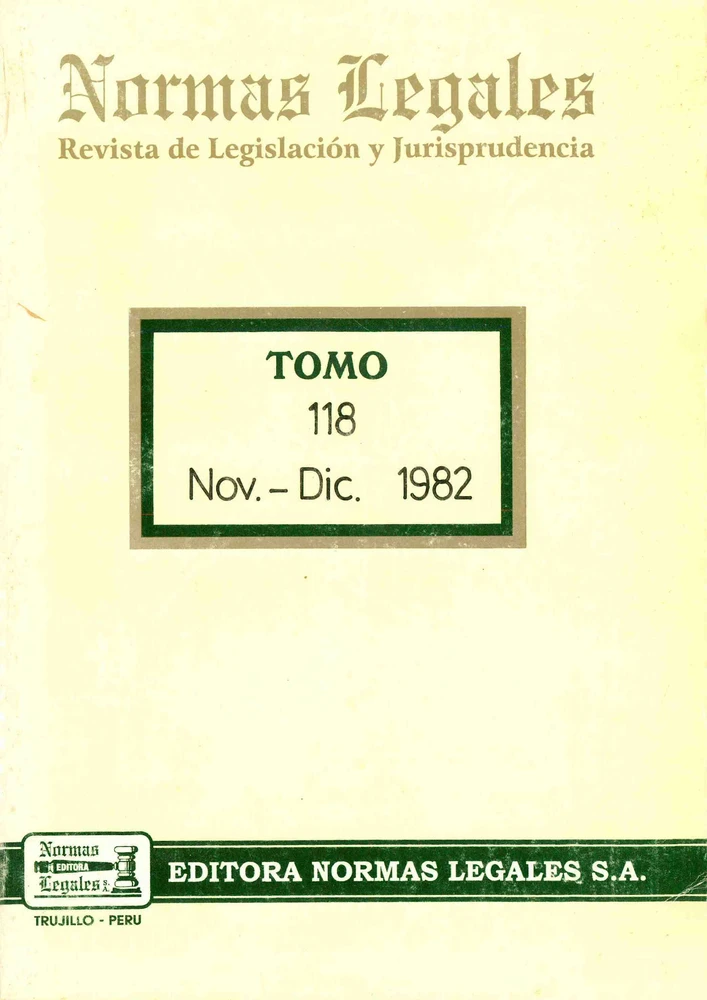 Normas Legales
Revista de Legislación y Jurisprudencia
TOMO
118
Nov. – Dic. 1982
Normas
EDITORA
Legales S.A.
EDITORA NORMAS LEGALES S.A.
TRUJILLO - PERU